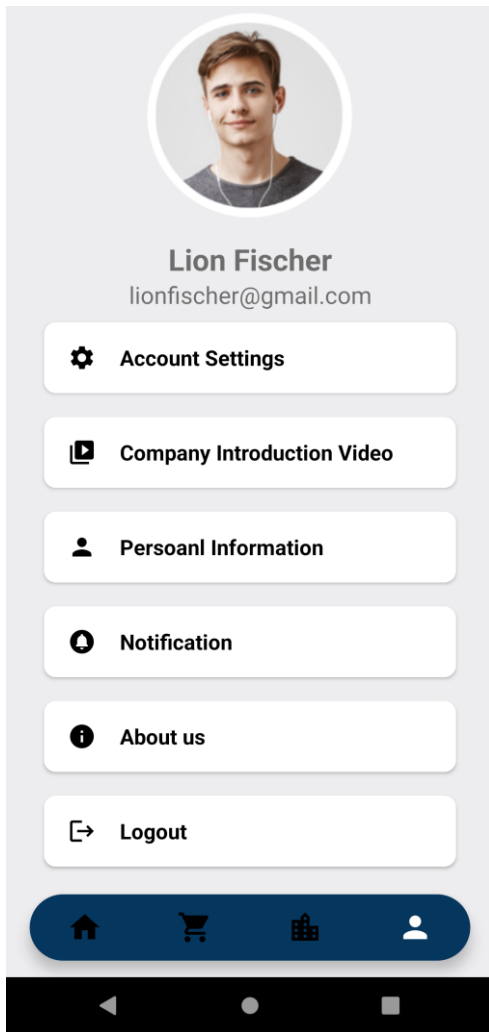 Lion Fischer
lionfischer@gmail.com
Account Settings
Company Introduction Video
Persoanl Information
Notification
About us
Logout